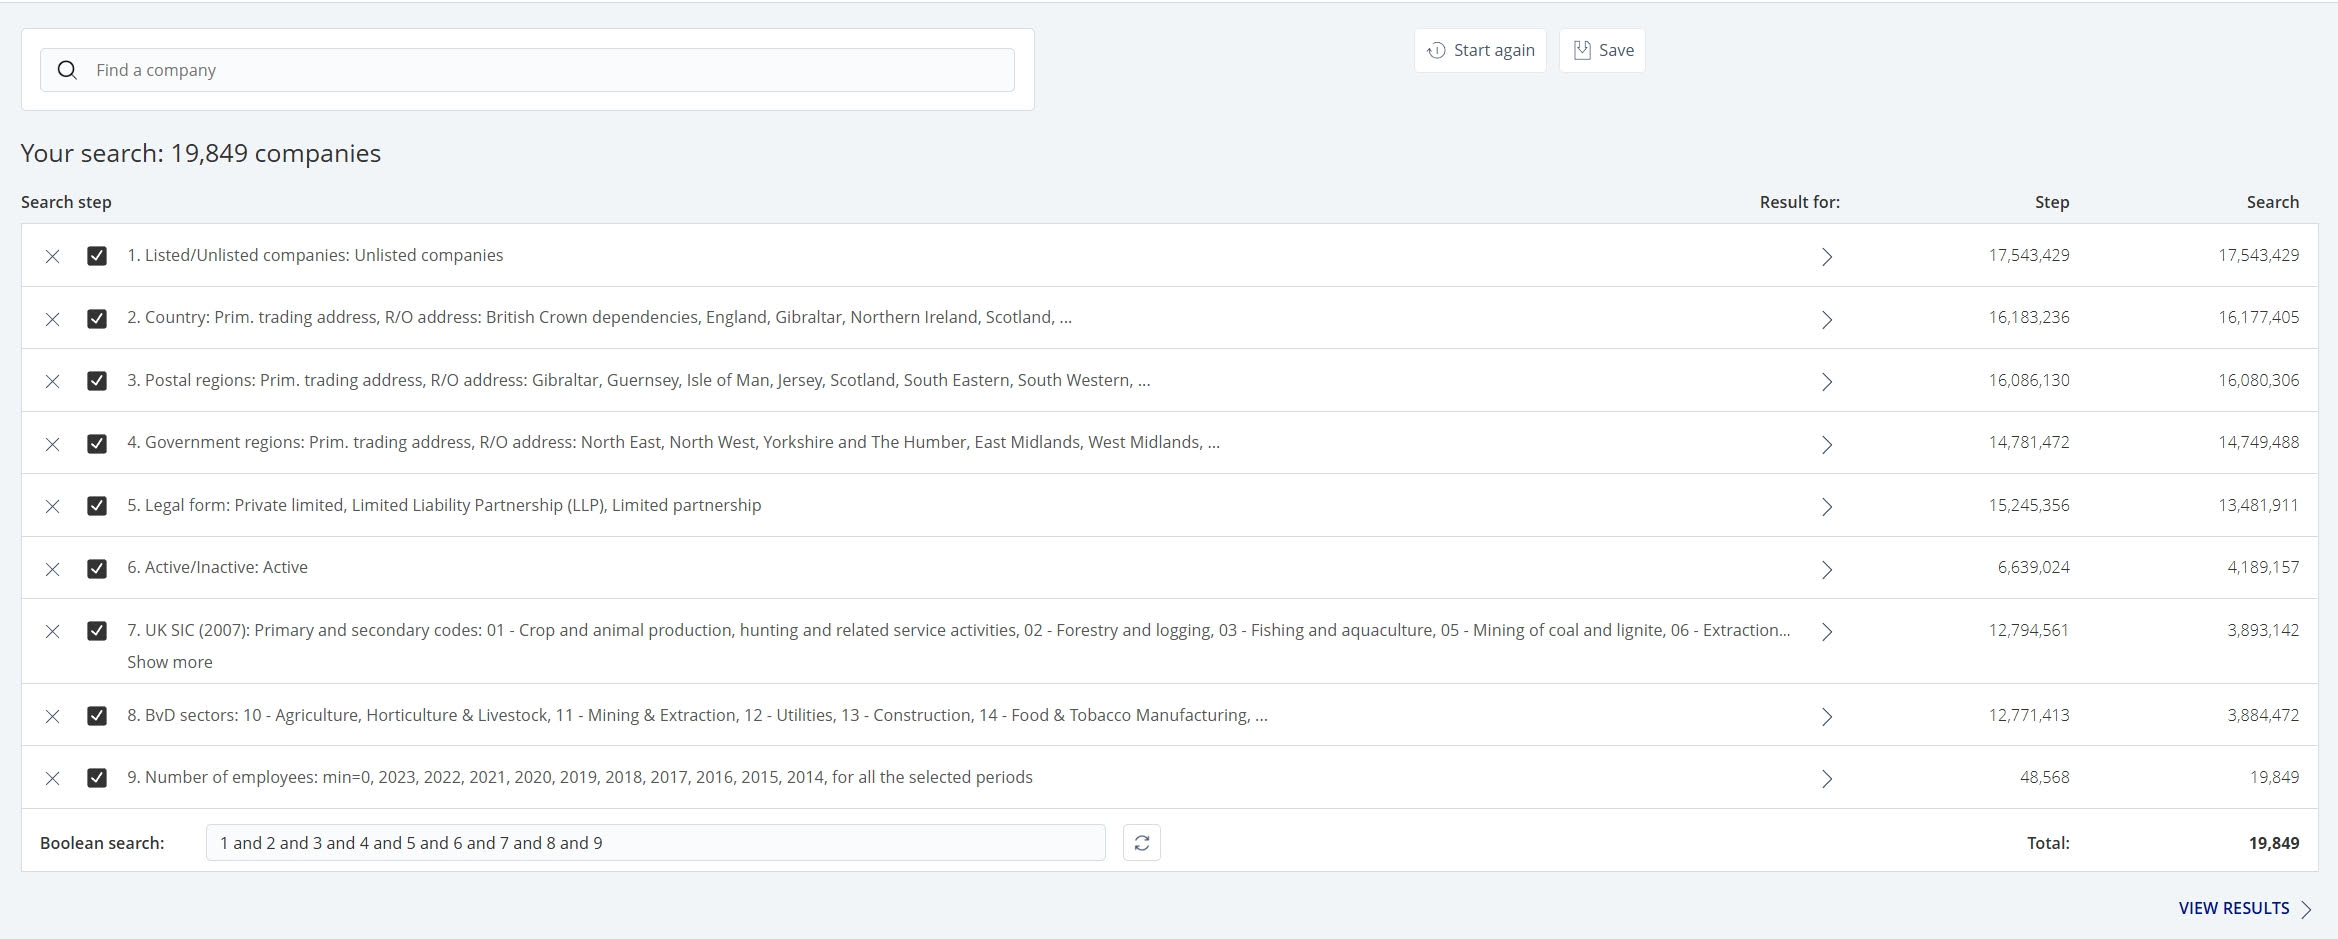 Find a company
Start again
Save
Your search: 19,849 companies
Search step Result for: Step Search
1. Listed/Unlisted companies: Unlisted companies 17,543,429 17,543,429
2. Country: Prim. trading address, R/O address: British Crown dependencies, England, Gibraltar, Northern Ireland, Scotland, ... 16,183,236 16,177,405
3. Postal regions: Prim. trading address, R/O address: Gibraltar, Guernsey, Isle of Man, Jersey, Scotland, South Eastern, South Western, ... 16,086,130 16,080,306
4. Government regions: Prim. trading address, R/O address: North East, North West, Yorkshire and The Humber, East Midlands, West Midlands, ... 14,781,472 14,749,488
5. Legal form: Private limited, Limited Liability Partnership (LLP), Limited partnership 15,245,356 13,481,911
6. Active/Inactive: Active 6,639,024 4,189,157
7. UK SIC (2007): Primary and secondary codes: 01 - Crop and animal production, hunting and related service activities, 02 - Forestry and logging, 03 - Fishing and aquaculture, 05 - Mining of coal and lignite, 06 - Extraction... 12,794,561 3,893,142
Show more
8. BvD sectors: 10 - Agriculture, Horticulture & Livestock, 11 - Mining & Extraction, 12 - Utilities, 13 - Construction, 14 - Food & Tobacco Manufacturing, ... 12,771,413 3,884,472
9. Number of employees: min=0, 2023, 2022, 2021, 2020, 2019, 2018, 2017, 2016, 2015, 2014, for all the selected periods 48,568 19,849
Boolean search: 1 and 2 and 3 and 4 and 5 and 6 and 7 and 8 and 9 Total: 19,849
VIEW RESULTS